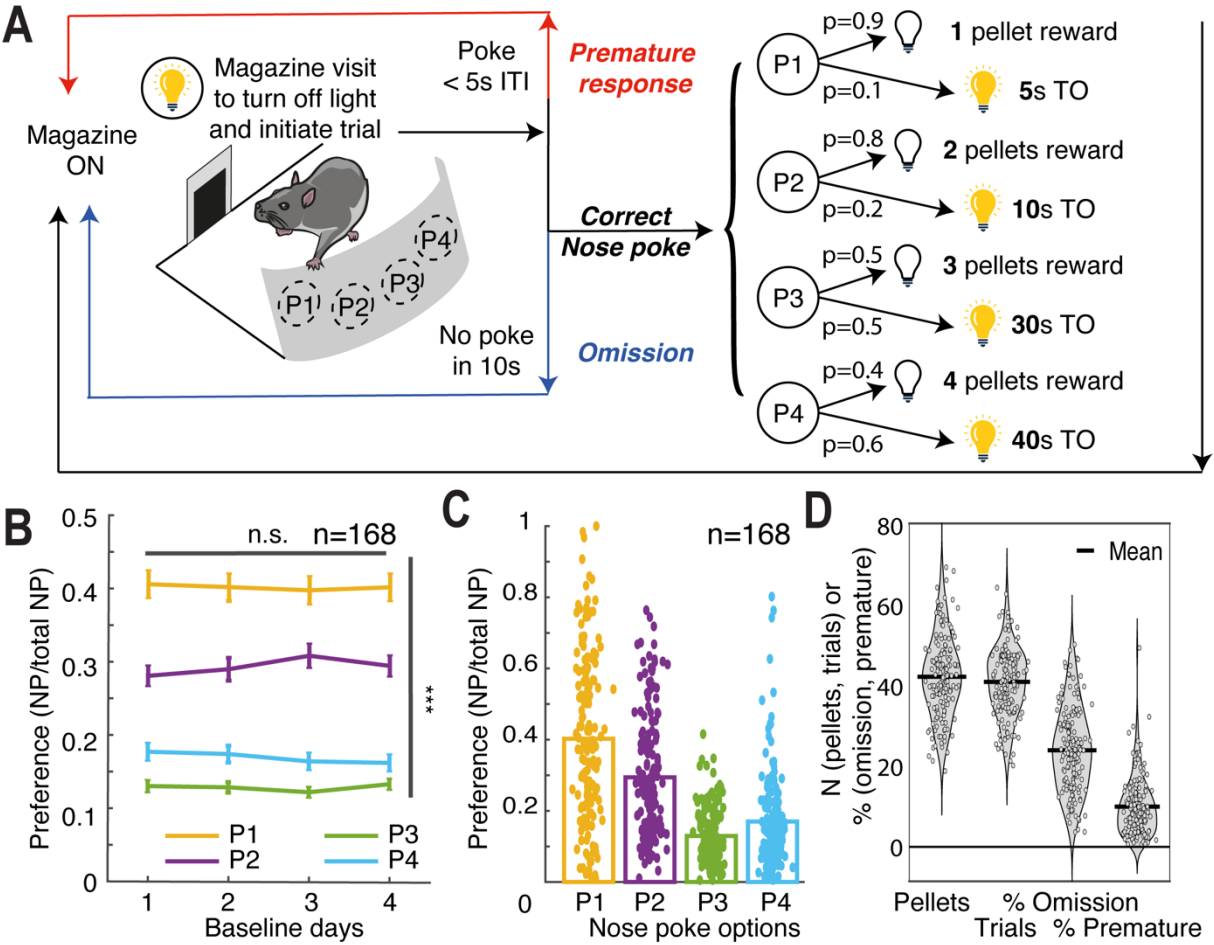 A
Magazine visit
to turn off light
and initiate trial
Magazine
ON
P1
P2
P3
P4
Poke
< 5s ITI
Premature
response
Correct
Nose poke
No poke
in 10s
Omission
P1
p=0.9
1 pellet reward
p=0.1
5s TO
P2
p=0.8
2 pellets reward
p=0.2
10s TO
P3
p=0.5
3 pellets reward
p=0.5
30s TO
P4
p=0.4
4 pellets reward
p=0.6
40s TO
B
Preference (NP/total NP)
0.5
0.4
0.3
0.2
0.1
0
n.s.
n=168
***
P1
P2
P3
P4
1 2 3 4
Baseline days
C
Preference (NP/total NP)
1
0.8
0.6
0.4
0.2
0
n=168
P1 P2 P3 P4
Nose poke options
D
N (pellets, trials) or
% (omission, premature)
80
60
40
20
0
Mean
Pellets
Trials
% Omission
% Premature